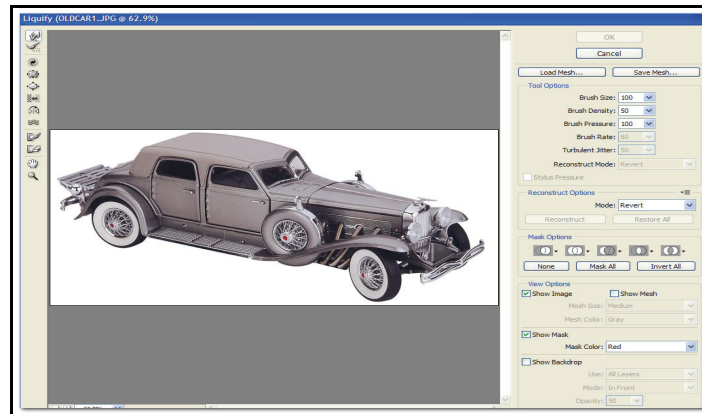 Liquify (OLDCAR1.JPG @ 62.9%)
OK
Cancel
Load Mesh... Save Mesh...
Tool Options
Brush Size: 100
Brush Density: 50
Brush Pressure: 100
Brush Rate: 80
Turbulent Jitter: 50
Reconstruct Mode: Revert
Stylus Pressure
Reconstruct Options
Mode: Revert
Reconstruct Restore All
Mask Options
None Mask All Invert All
View Options
Show Image Show Mesh
Mesh Size: Medium
Mesh Color: Gray
Show Mask
Mask Color: Red
Show Backdrop
Use: All Layers
Mode: In Front
Opacity: 50